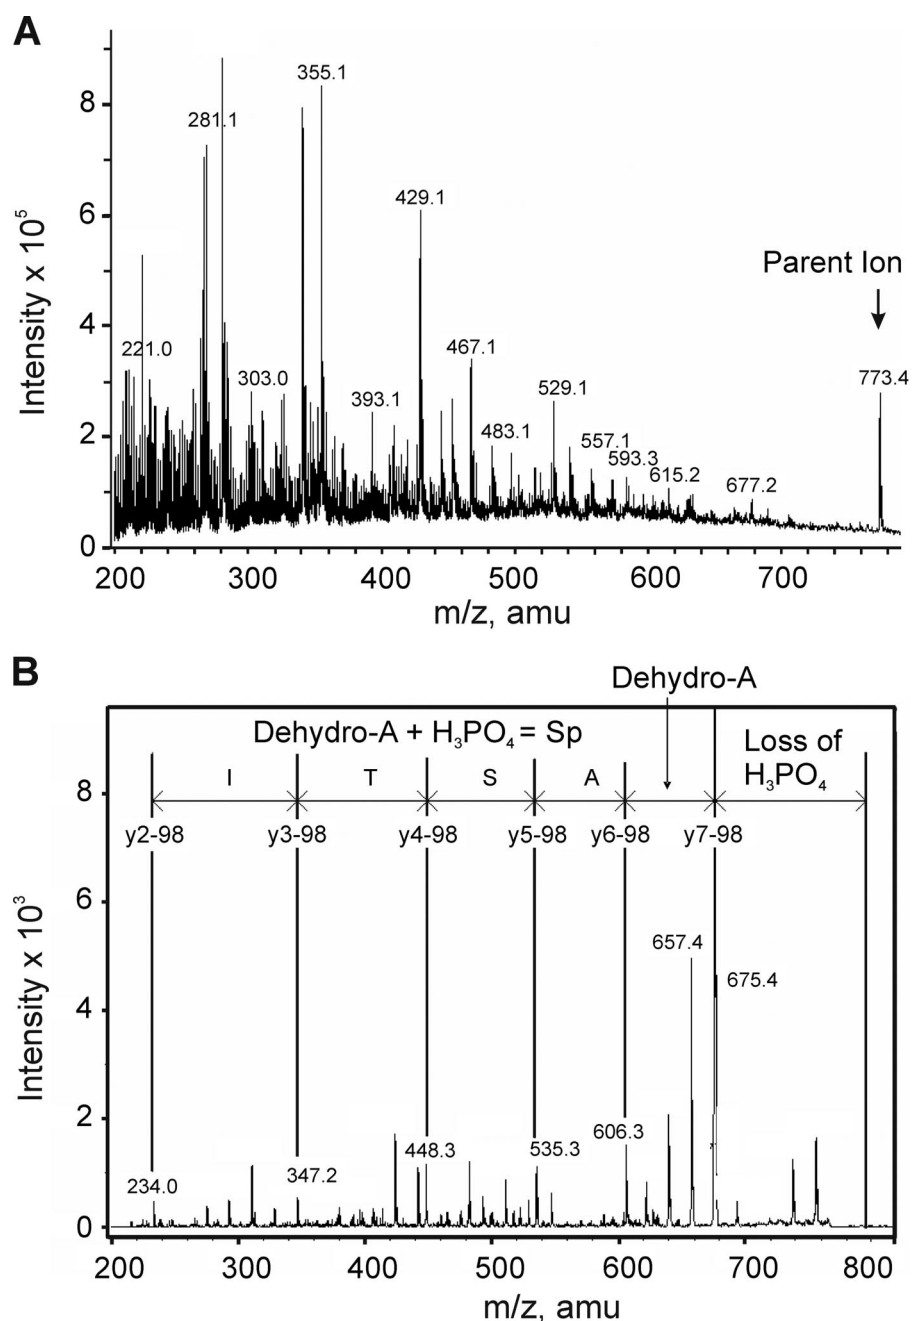 A
Intensity x 10⁵
8
6
4
2
0
355.1
281.1
429.1
Parent Ion
221.0
467.1
303.0
773.4
393.1
529.1
483.1
557.1
593.3
615.2
677.2
200 300 400 500 600 700
m/z, amu
B
Dehydro-A
Dehydro-A + H₃PO₄ = Sp
Loss of
H₃PO₄
I T S A
y2-98 y3-98 y4-98 y5-98 y6-98 y7-98
Intensity x 10³
8
6
4
2
0
657.4
675.4
606.3
448.3
535.3
347.2
234.0
200 300 400 500 600 700 800
m/z, amu